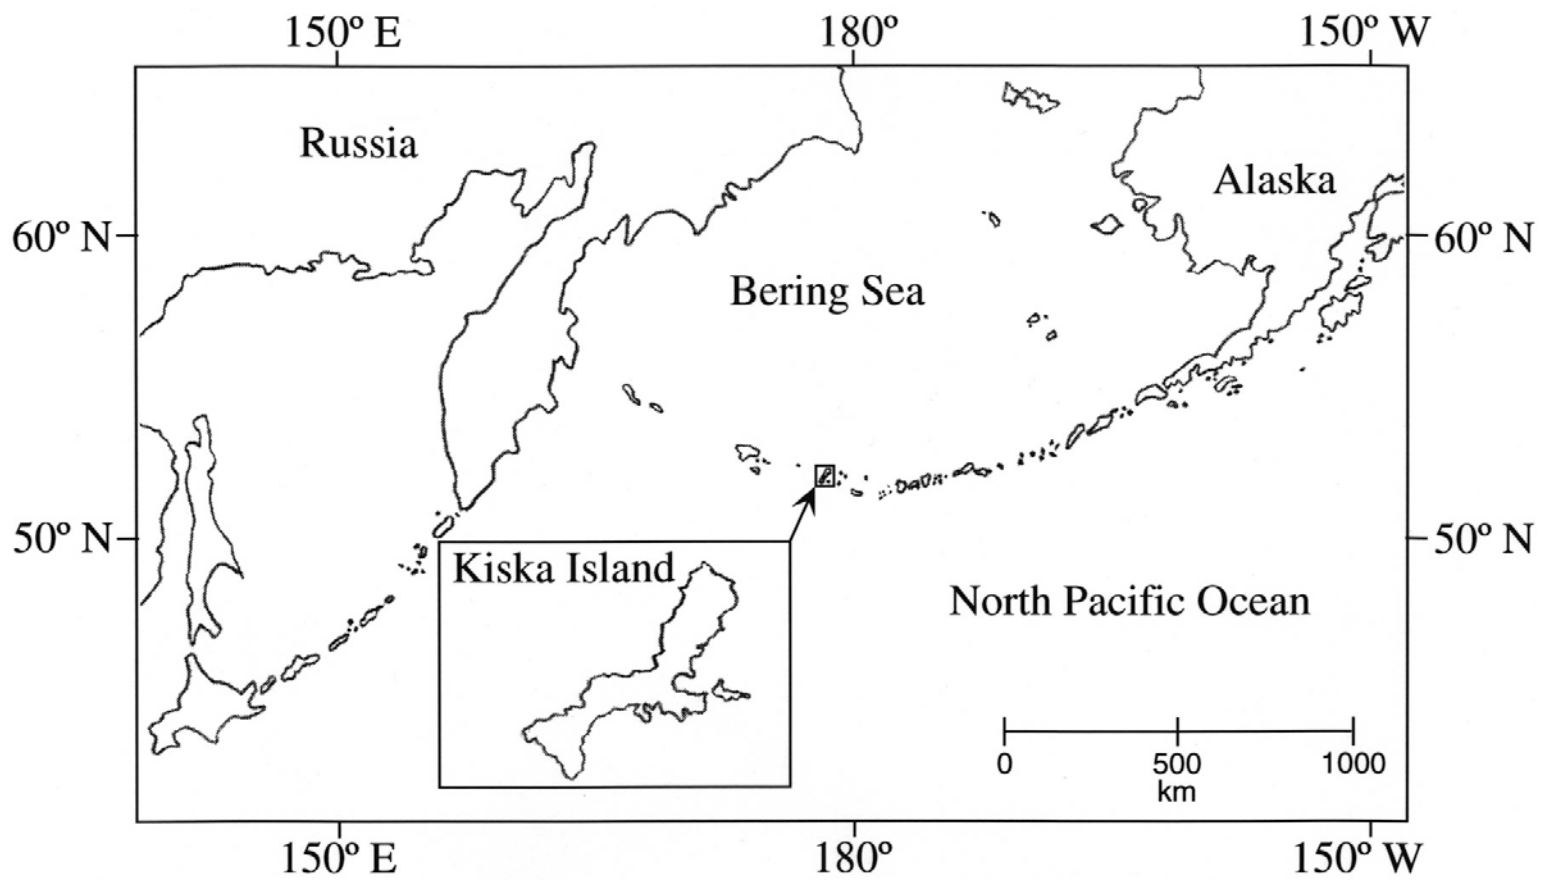 150º E
180º
150º W
Russia
Alaska
60º N
60º N
Bering Sea
50º N
50º N
Kiska Island
North Pacific Ocean
0
500
1000
km
150º E
180º
150º W